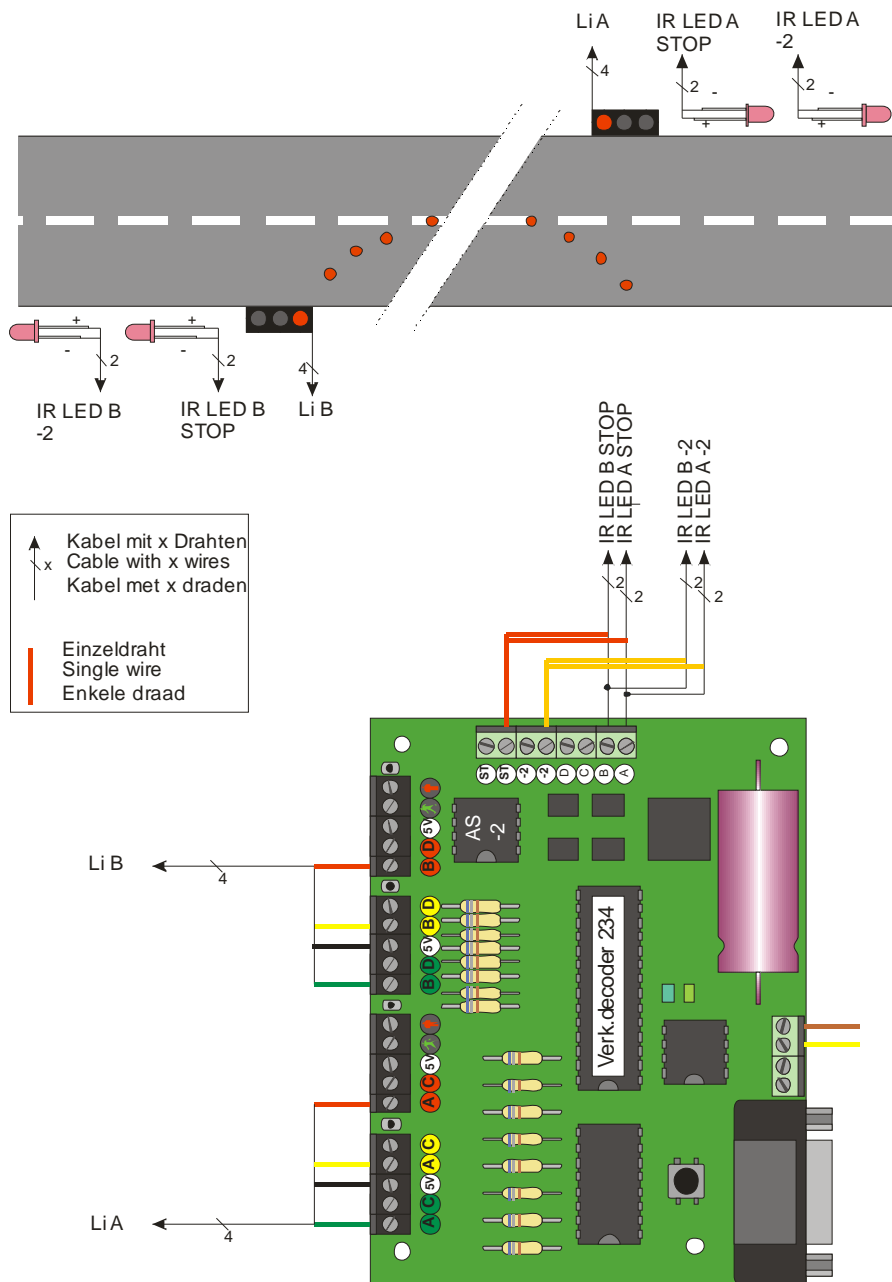 Li A
IR LED A
STOP
IR LED A
-2
4
2
2
-
+
-
+
+
-
+
-
2
2
4
IR LED B
-2
IR LED B
STOP
Li B
IR LED B STOP
IR LED A STOP
IR LED B -2
IR LED A -2
2
2
2
2
Kabel mit x Drahten
x Cable with x wires
Kabel met x draden
Einzeldraht
Single wire
Enkele draad
ST
ST
-2
-2
D
C
B
A
AS
-2
5V
B D
Li B
4
B D
5V
B D
Verk.decoder 234
5V
A C
A C
5V
A C
Li A
4